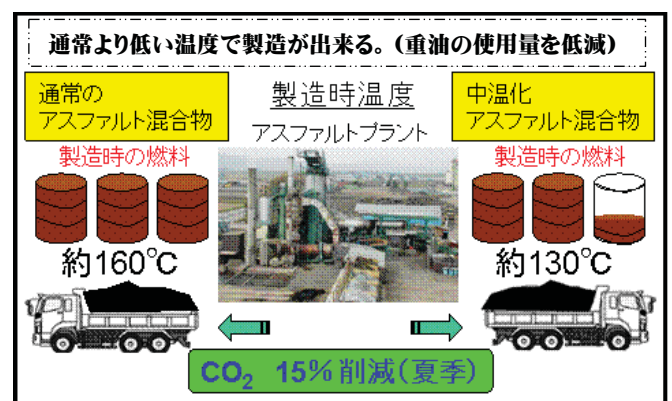 通常より低い温度で製造が出来る。(重油の使用量を低減)
通常の
アスファルト混合物
製造時温度
アスファルトプラント
中温化
アスファルト混合物
製造時の燃料
製造時の燃料
約160℃
約130℃
CO₂ 15%削減(夏季)